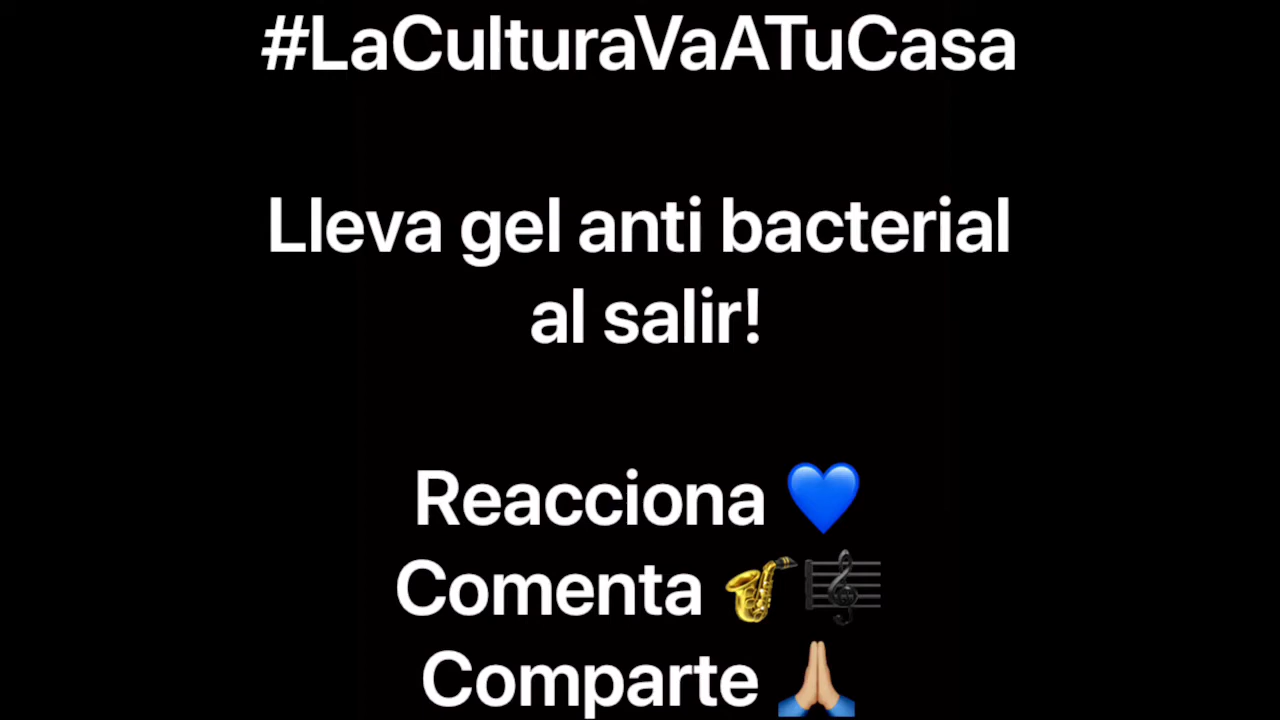 #LaCulturaVaATuCasa
Lleva gel anti bacterial
al salir!
Reacciona 💙
Comenta 🎷🎼
Comparte 🙏🏼